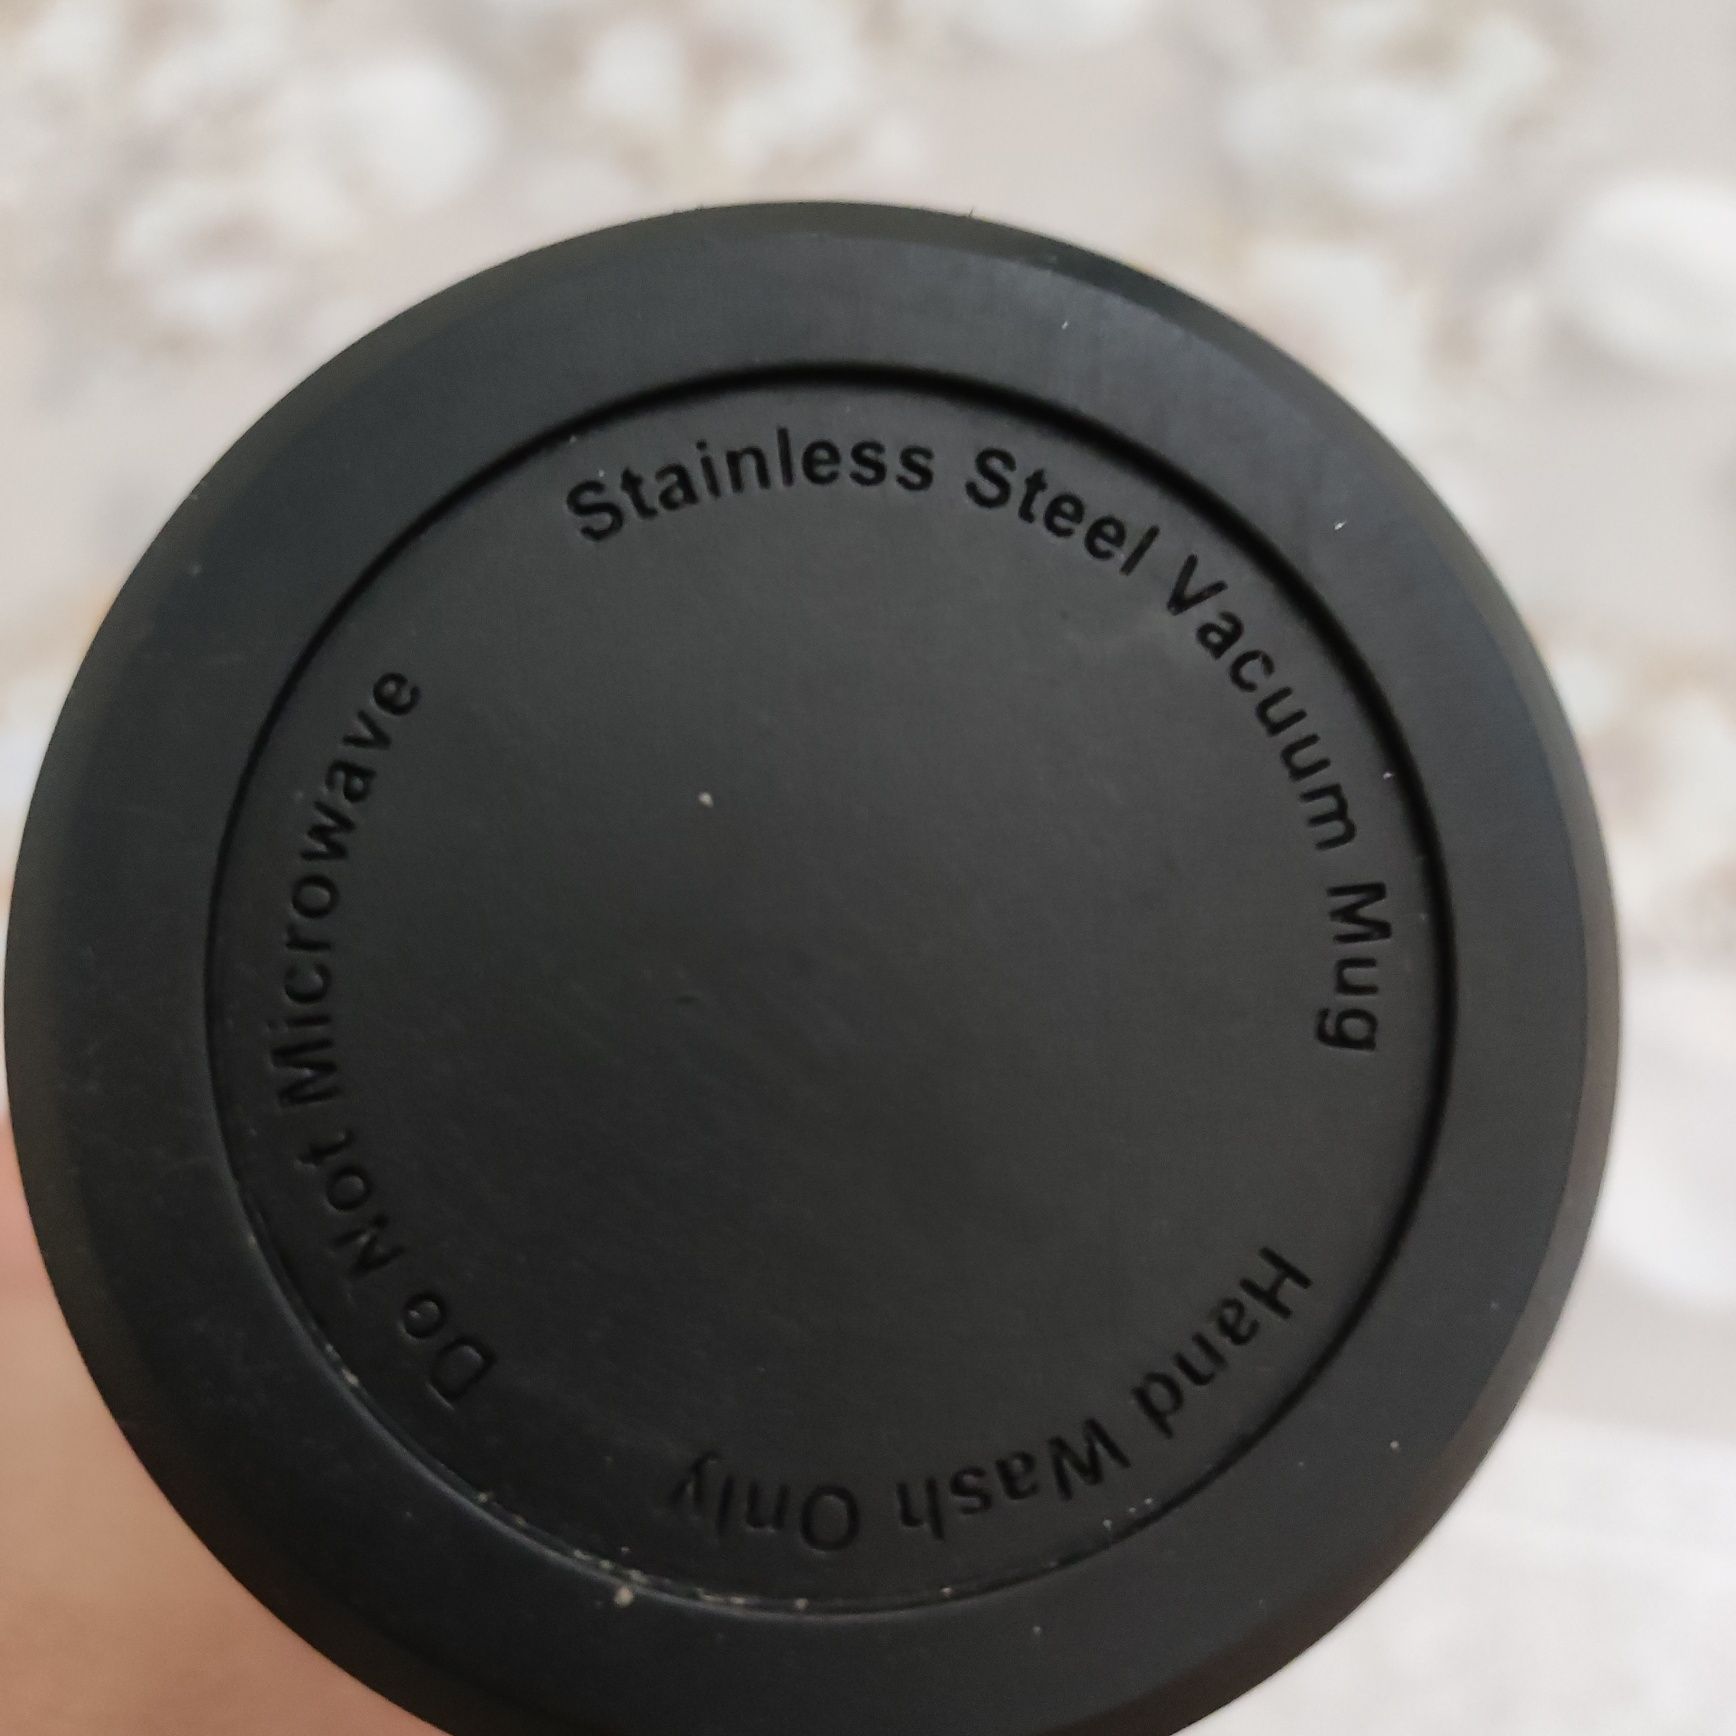 Stainless Steel Vacuum Mug
Hand Wash Only
Do Not Microwave